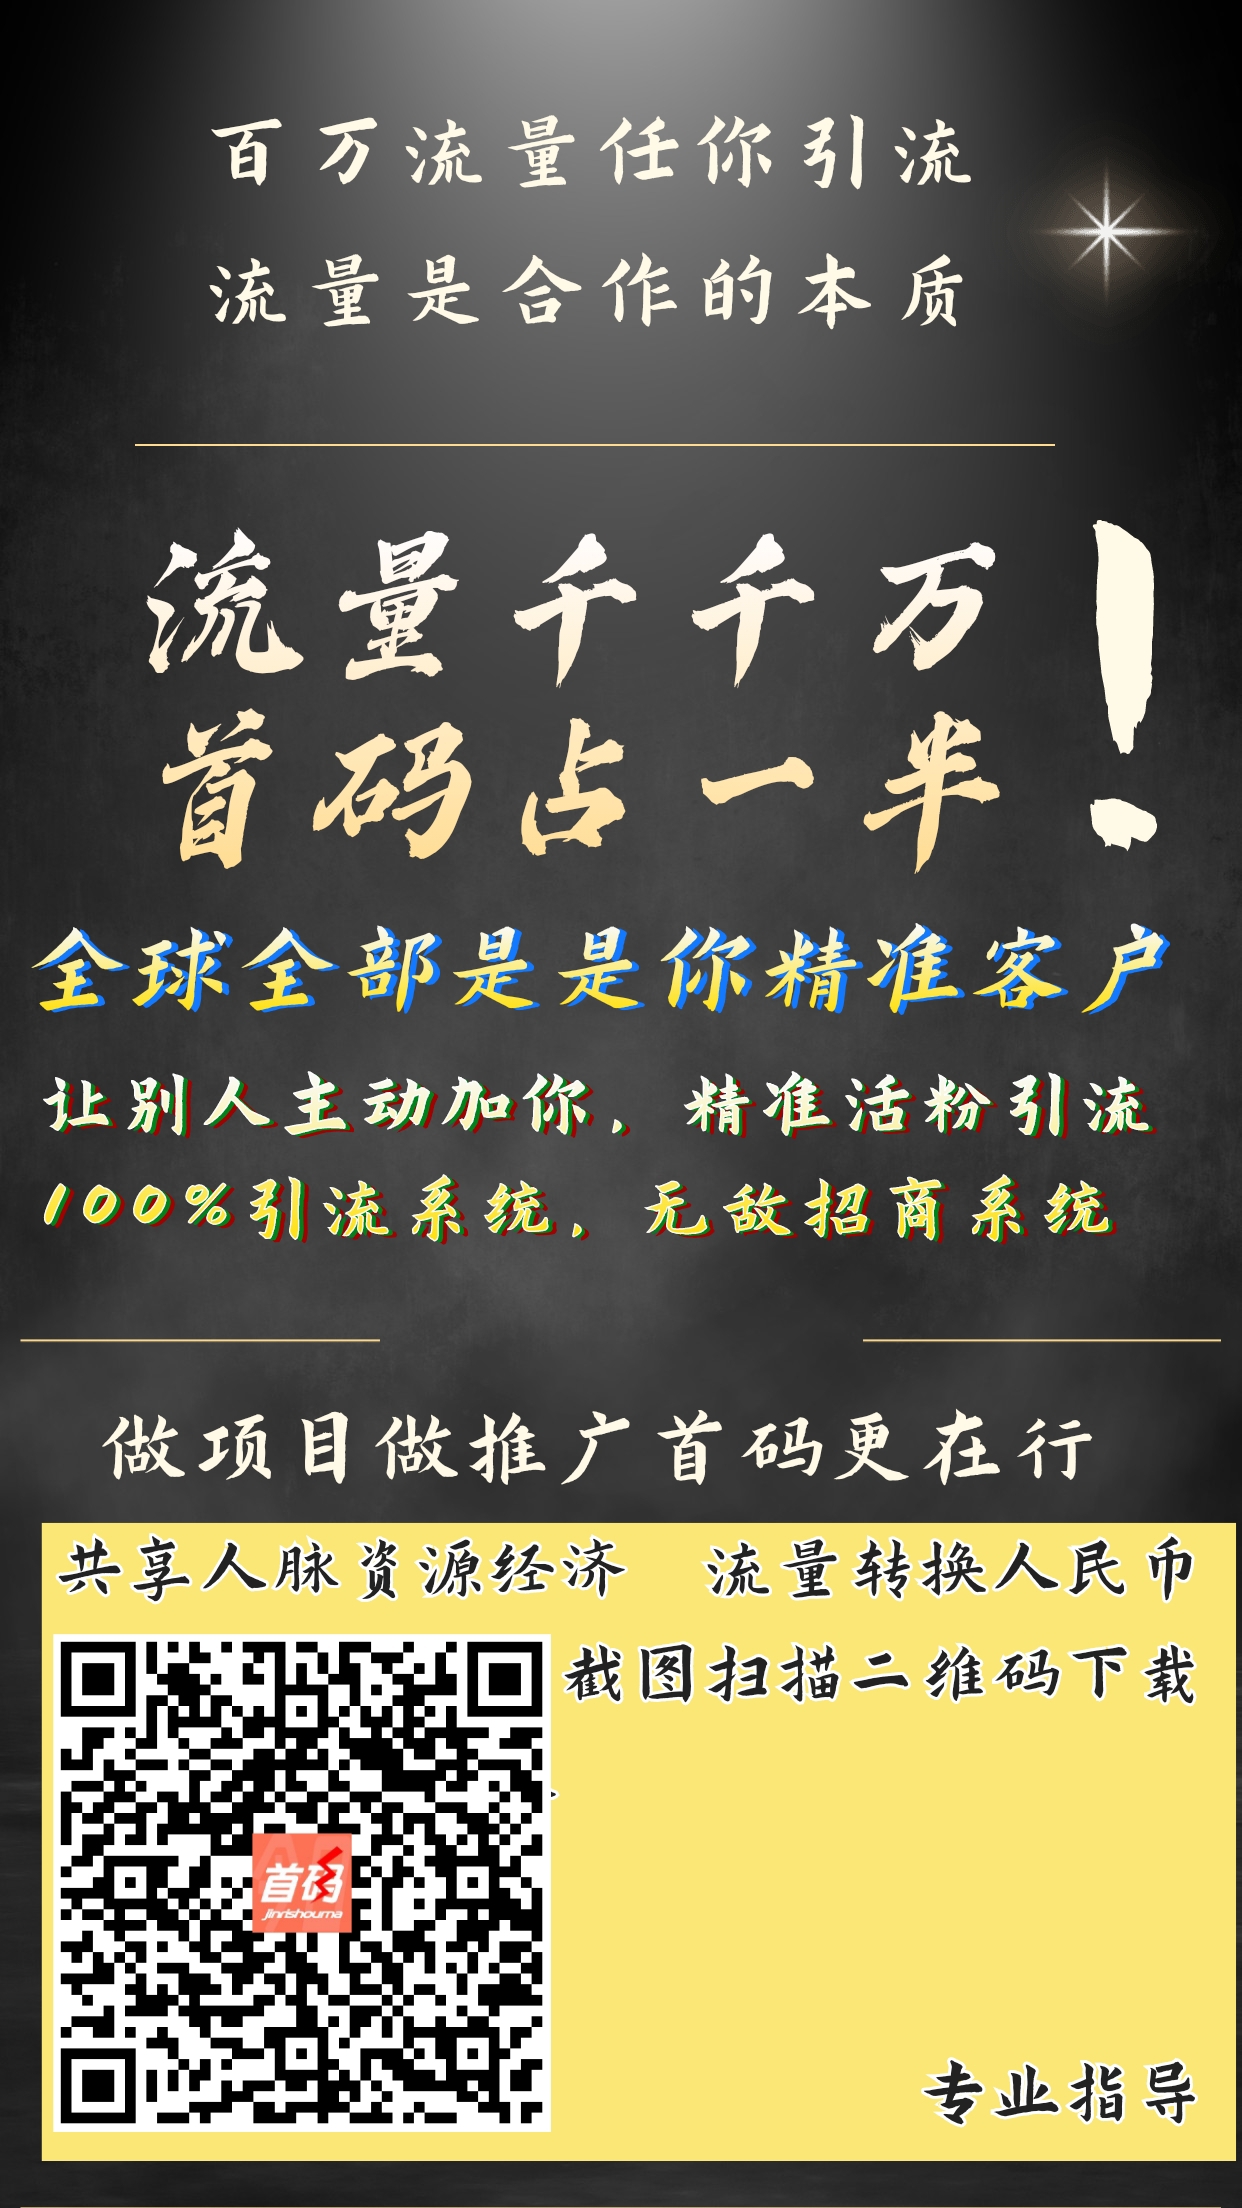 百万流量任你引流
流量是合作的本质
流量千千万！
首码占一半
全球全部是是你精准客户
让别人主动加你，精准活粉引流
100%引流系统，无敌招商系统
做项目做推广首码更在行
共享人脉资源经济 流量转换人民币
截图扫描二维码下载
首码
jinrishouma
专业指导